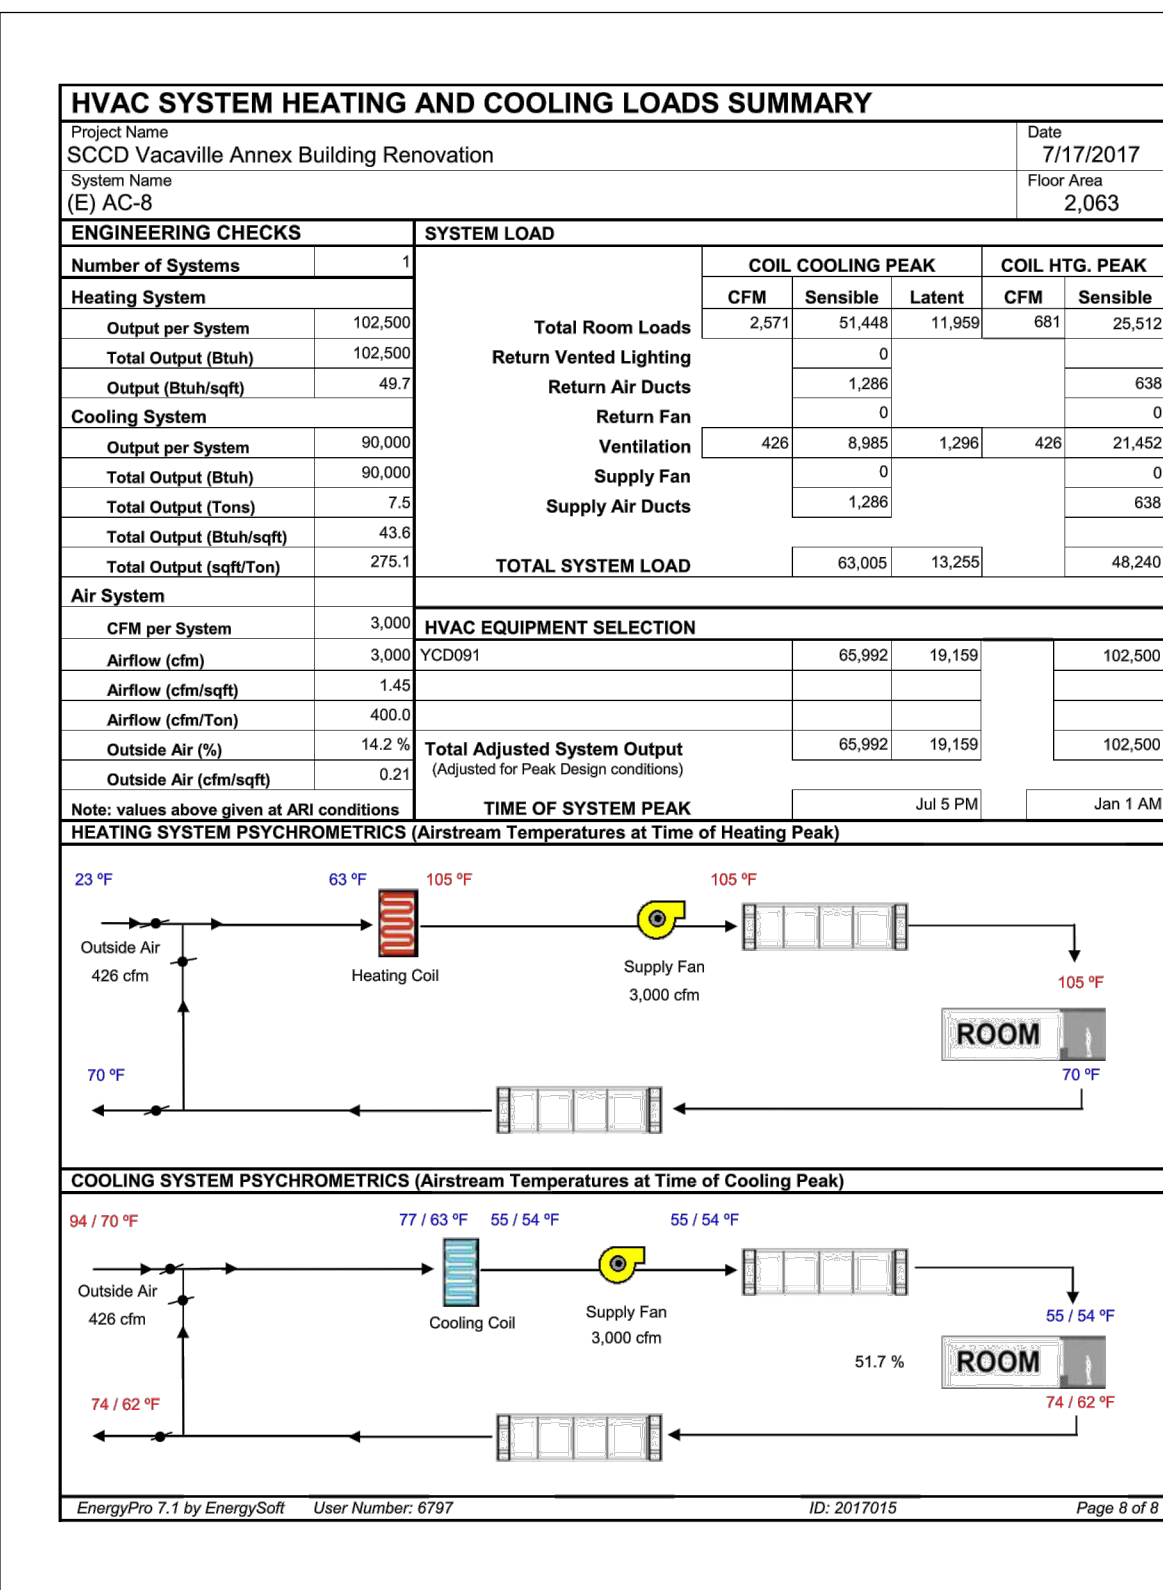 HVAC SYSTEM HEATING AND COOLING LOADS SUMMARY
Project Name
SCCD Vacaville Annex Building Renovation
Date
7/17/2017
System Name
(E) AC-8
Floor Area
2,063
ENGINEERING CHECKS
Number of Systems 1
Heating System
Output per System 102,500
Total Output (Btuh) 102,500
Output (Btuh/sqft) 49.7
Cooling System
Output per System 90,000
Total Output (Btuh) 90,000
Total Output (Tons) 7.5
Total Output (Btuh/sqft) 43.6
Total Output (sqft/Ton) 275.1
Air System
CFM per System 3,000
Airflow (cfm) 3,000
Airflow (cfm/sqft) 1.45
Airflow (cfm/Ton) 400.0
Outside Air (%) 14.2 %
Outside Air (cfm/sqft) 0.21
Note: values above given at ARI conditions
SYSTEM LOAD
COIL COOLING PEAK COIL HTG. PEAK
CFM Sensible Latent CFM Sensible
Total Room Loads 2,571 51,448 11,959 681 25,512
Return Vented Lighting 0
Return Air Ducts 1,286 638
Return Fan 0 0
Ventilation 426 8,985 1,296 426 21,452
Supply Fan 0 0
Supply Air Ducts 1,286 638
TOTAL SYSTEM LOAD 63,005 13,255 48,240
HVAC EQUIPMENT SELECTION
YCD091 65,992 19,159 102,500
Total Adjusted System Output 65,992 19,159 102,500
(Adjusted for Peak Design conditions)
TIME OF SYSTEM PEAK Jul 5 PM Jan 1 AM
HEATING SYSTEM PSYCHROMETRICS (Airstream Temperatures at Time of Heating Peak)
23 ºF 63 ºF 105 ºF 105 ºF
Outside Air
426 cfm
Heating Coil
Supply Fan
3,000 cfm
105 ºF
ROOM
70 ºF 70 ºF
COOLING SYSTEM PSYCHROMETRICS (Airstream Temperatures at Time of Cooling Peak)
94 / 70 ºF 77 / 63 ºF 55 / 54 ºF 55 / 54 ºF
Outside Air
426 cfm
Cooling Coil
Supply Fan
3,000 cfm
55 / 54 ºF
51.7 % ROOM
74 / 62 ºF 74 / 62 ºF
EnergyPro 7.1 by EnergySoft User Number: 6797 ID: 2017015 Page 8 of 8